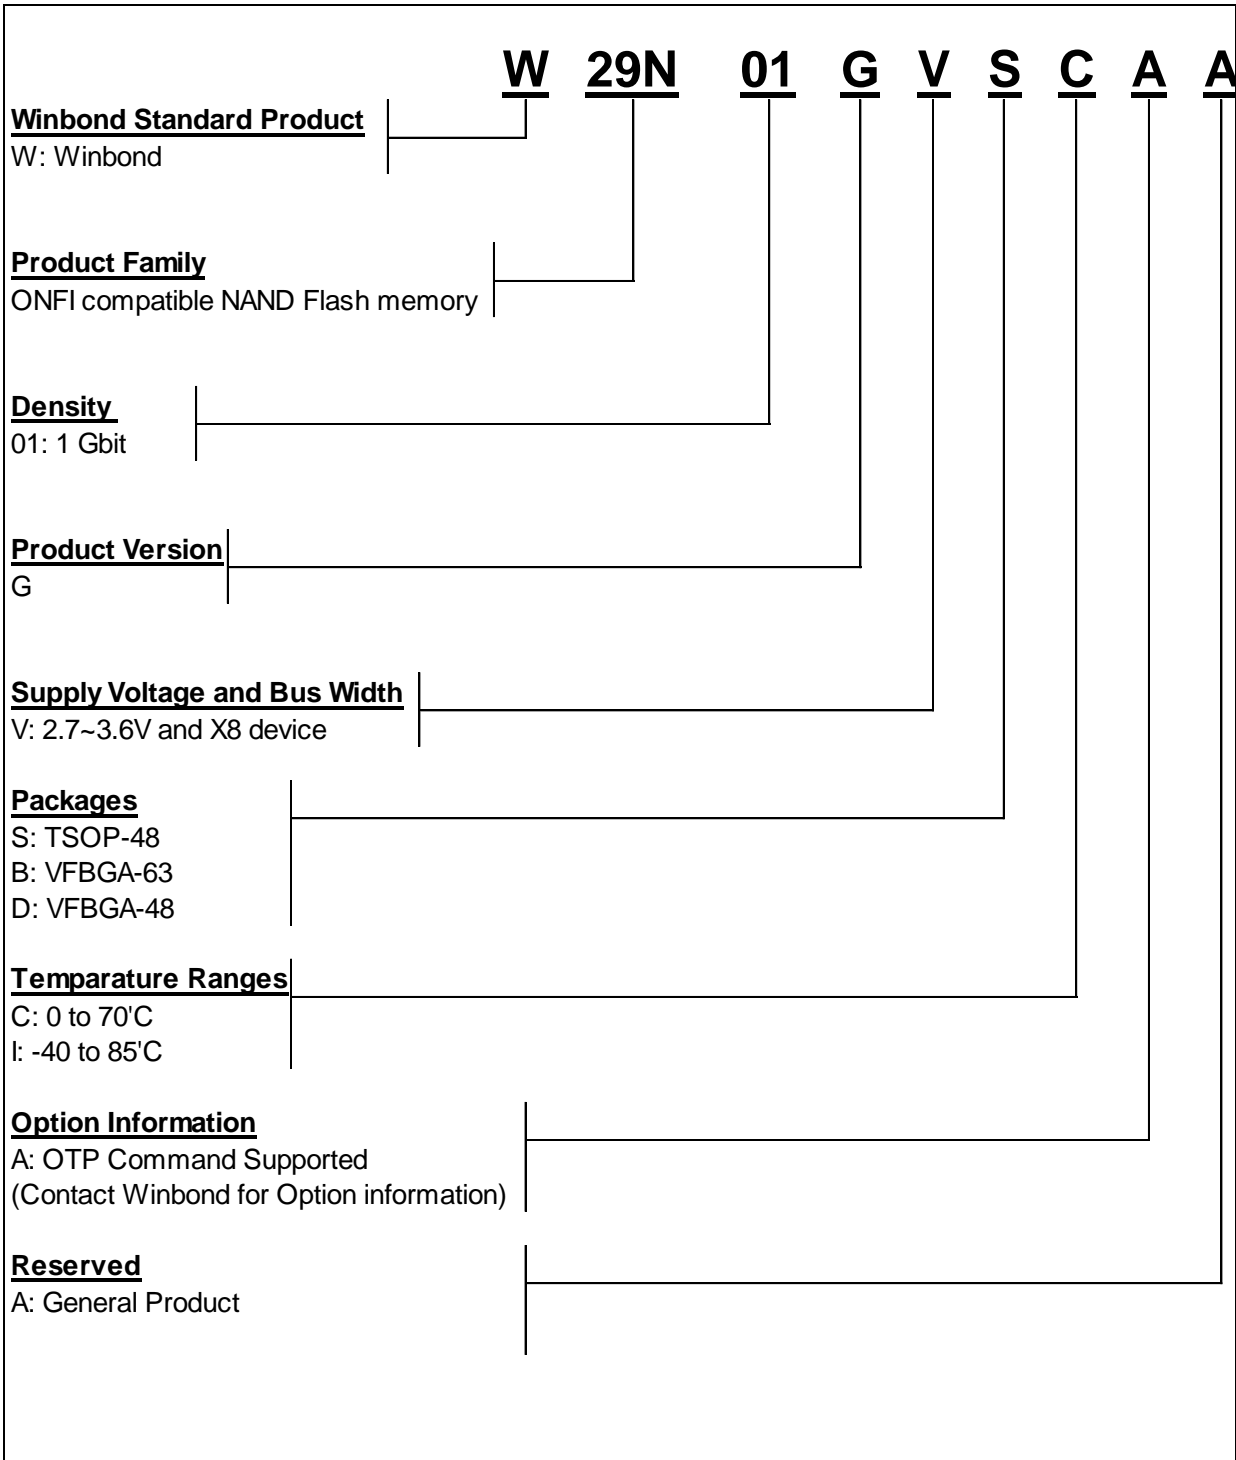 W 29N 01 G V S C A A
Winbond Standard Product
W: Winbond
Product Family
ONFI compatible NAND Flash memory
Density
01: 1 Gbit
Product Version
G
Supply Voltage and Bus Width
V: 2.7~3.6V and X8 device
Packages
S: TSOP-48
B: VFBGA-63
D: VFBGA-48
Temparature Ranges
C: 0 to 70'C
I: -40 to 85'C
Option Information
A: OTP Command Supported
(Contact Winbond for Option information)
Reserved
A: General Product